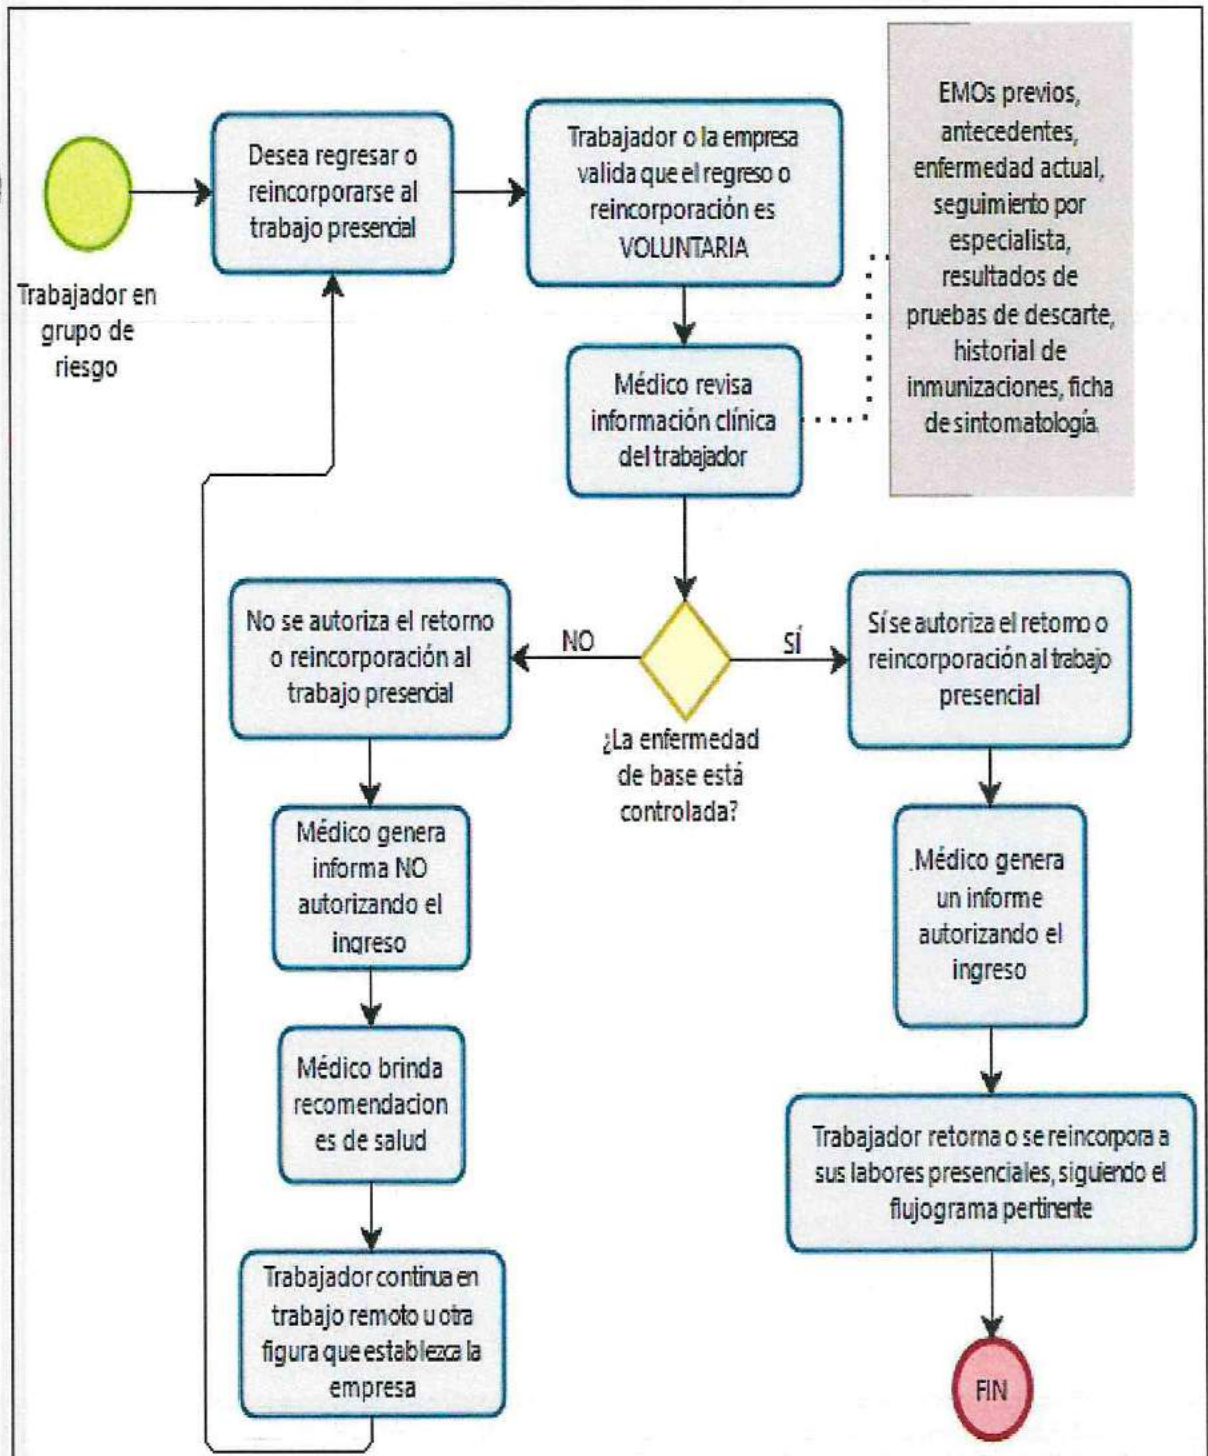 Trabajador en
grupo de
riesgo
Desea regresar o
reincorporarse al
trabajo presencial
Trabajador o la empresa
valida que el regreso o
reincorporación es
VOLUNTARIA
EMOs previos,
antecedentes,
enfermedad actual,
seguimiento por
especialista,
resultados de
pruebas de descarte,
historial de
inmunizaciones, ficha
de sintomatología.
Médico revisa
información clínica
del trabajador
¿La enfermedad
de base está
controlada?
NO
No se autoriza el retorno
o reincorporación al
trabajo presencial
Médico genera
informa NO
autorizando el
ingreso
Médico brinda
recomendacion
es de salud
Trabajador continua en
trabajo remoto u otra
figura que establezca la
empresa
SÍ
Sí se autoriza el retorno o
reincorporación al trabajo
presencial
.Médico genera
un informe
autorizando el
ingreso
Trabajador retorna o se reincorpora a
sus labores presenciales, siguiendo el
flujograma pertinente
FIN